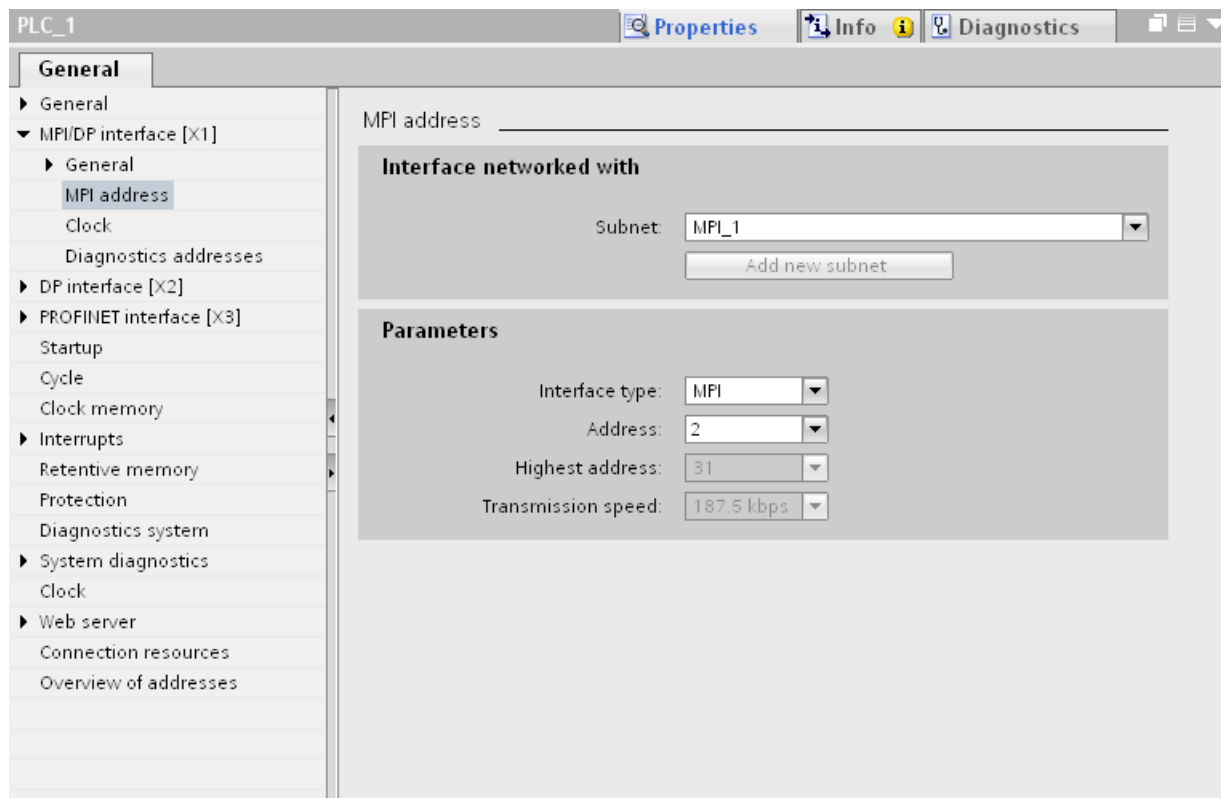 PLC_1
Properties
Info
Diagnostics
General
General
MPI/DP interface [X1]
General
MPI address
Clock
Diagnostics addresses
DP interface [X2]
PROFINET interface [X3]
Startup
Cycle
Clock memory
Interrupts
Retentive memory
Protection
Diagnostics system
System diagnostics
Clock
Web server
Connection resources
Overview of addresses
MPI address
Interface networked with
Subnet: MPI_1
Add new subnet
Parameters
Interface type: MPI
Address: 2
Highest address: 31
Transmission speed: 187.5 kbps